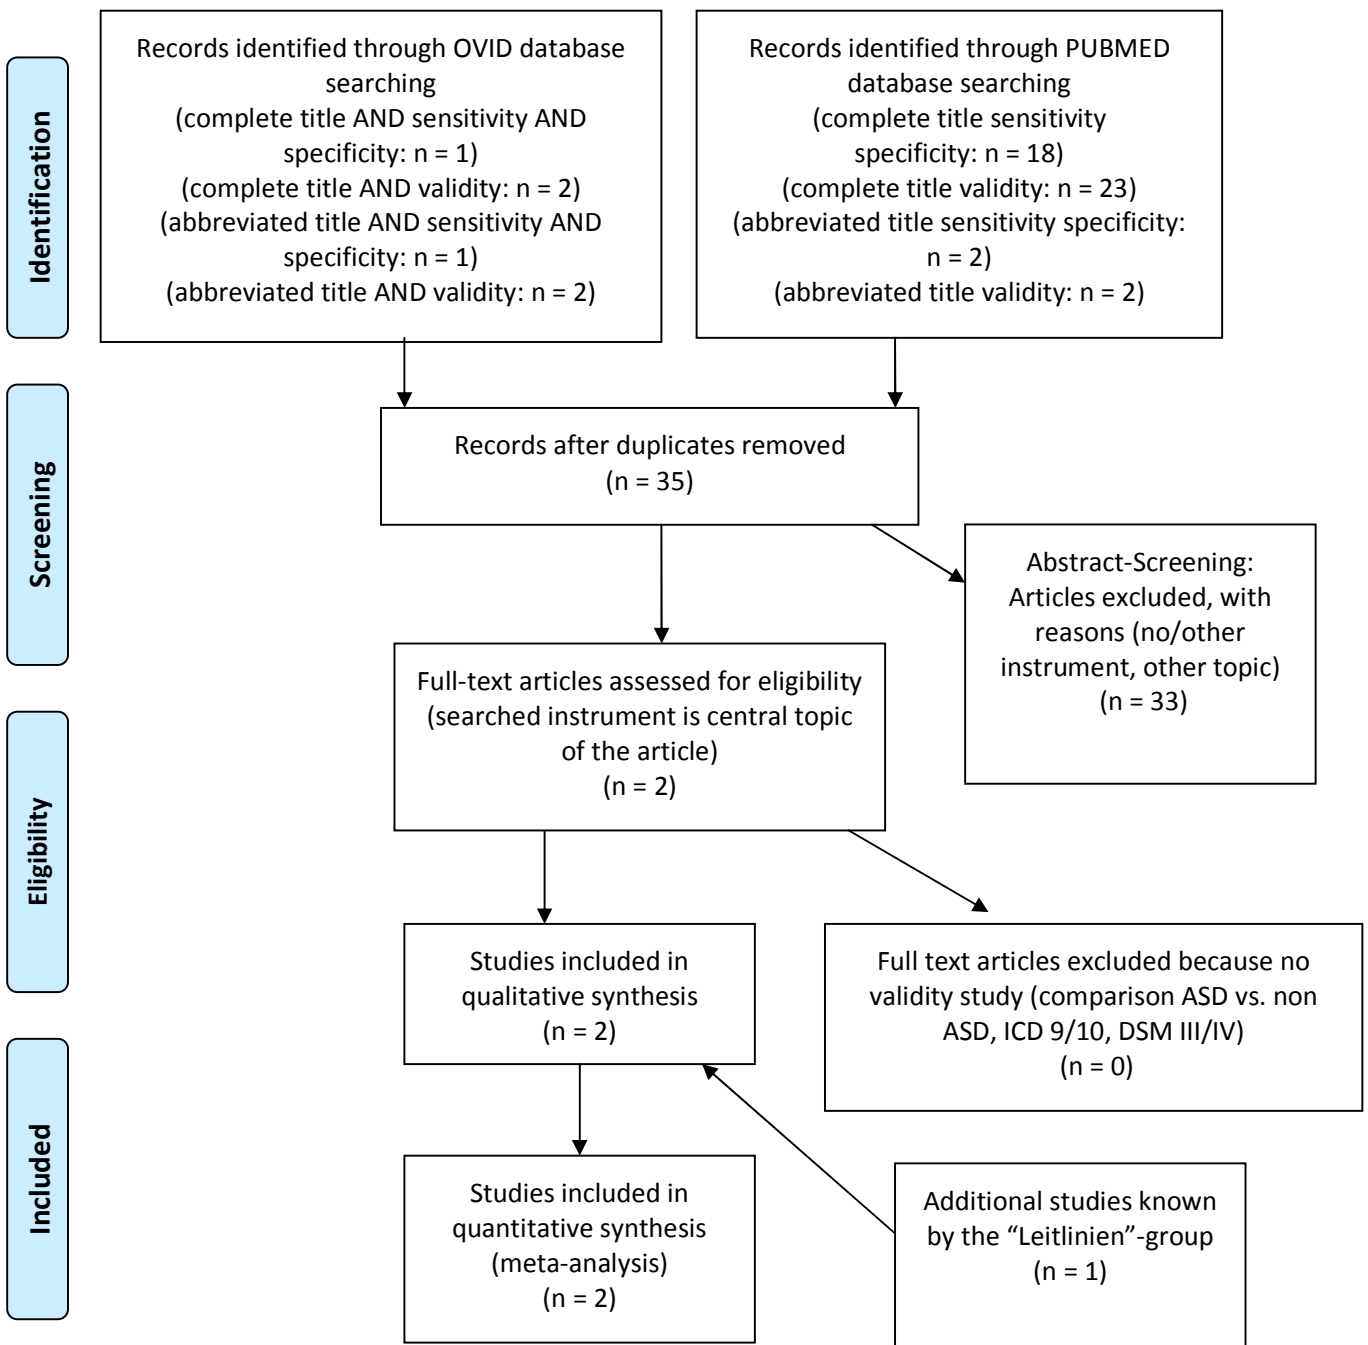 Identification
Records identified through OVID database
searching
(complete title AND sensitivity AND
specificity: n = 1)
(complete title AND validity: n = 2)
(abbreviated title AND sensitivity AND
specificity: n = 1)
(abbreviated title AND validity: n = 2)
Records identified through PUBMED
database searching
(complete title sensitivity
specificity: n = 18)
(complete title validity: n = 23)
(abbreviated title sensitivity specificity:
n = 2)
(abbreviated title validity: n = 2)
Screening
Records after duplicates removed
(n = 35)
Abstract-Screening:
Articles excluded, with
reasons (no/other
instrument, other topic)
(n = 33)
Eligibility
Full-text articles assessed for eligibility
(searched instrument is central topic
of the article)
(n = 2)
Studies included in
qualitative synthesis
(n = 2)
Full text articles excluded because no
validity study (comparison ASD vs. non
ASD, ICD 9/10, DSM III/IV)
(n = 0)
Included
Studies included in
quantitative synthesis
(meta-analysis)
(n = 2)
Additional studies known
by the “Leitlinien”-group
(n = 1)